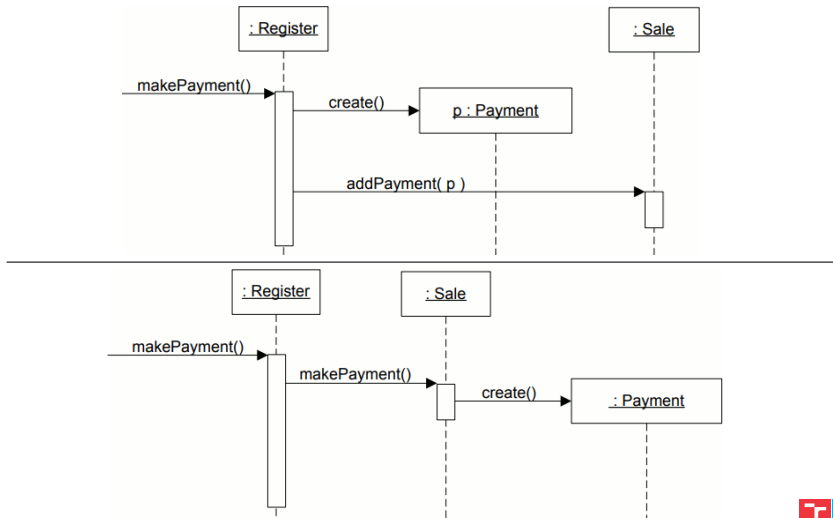 : Register
: Sale
makePayment()
create()
p : Payment
addPayment( p )
: Register
: Sale
makePayment()
makePayment()
create()
: Payment